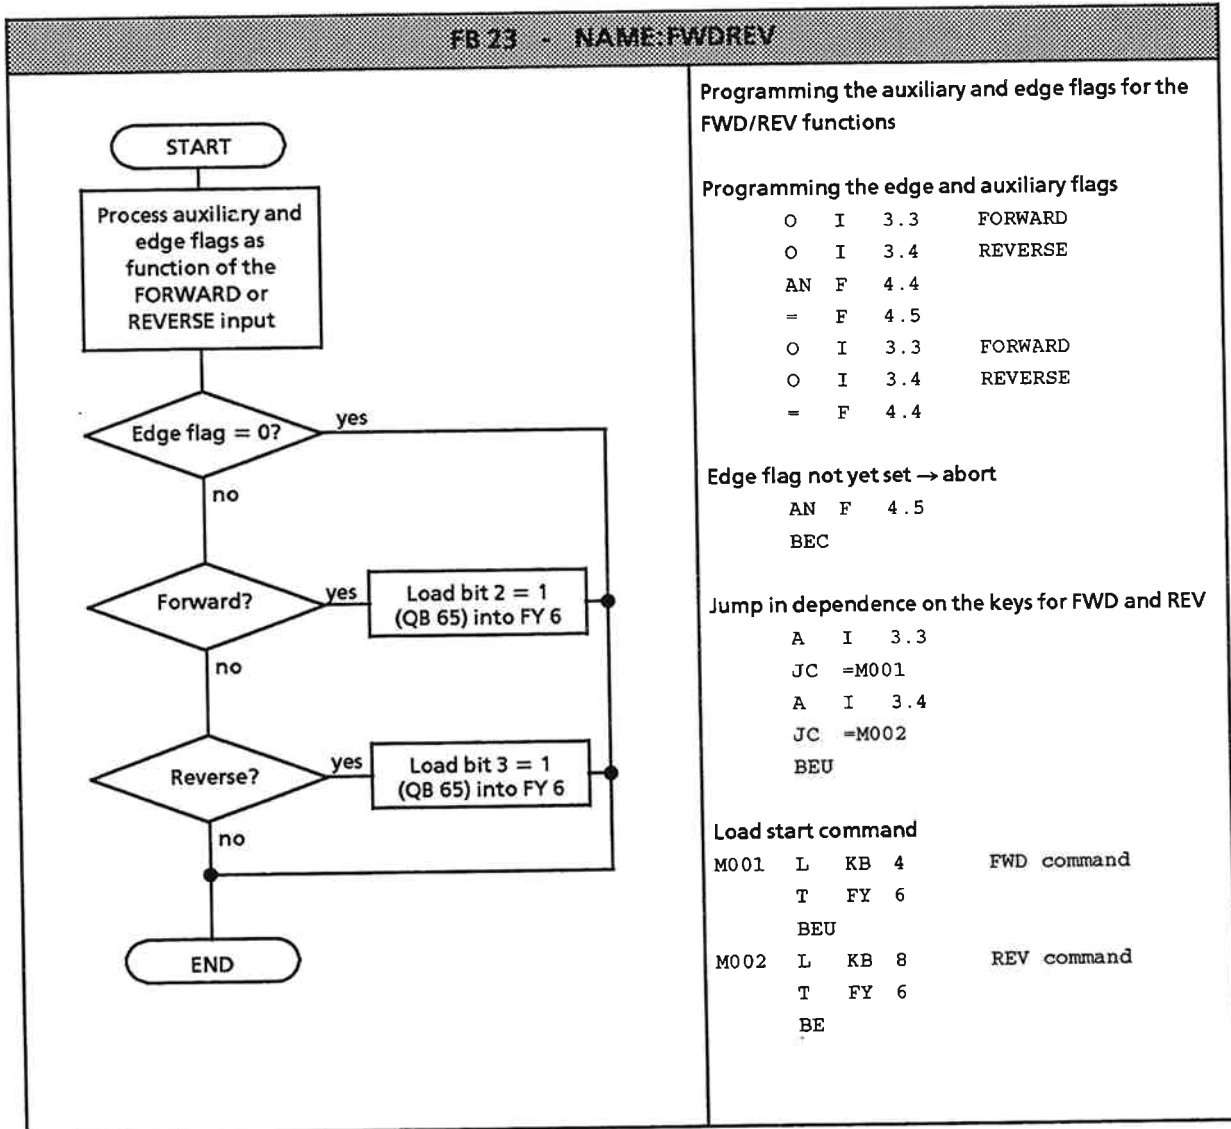 FB 23 - NAME:FWDREV
START
Process auxiliary and
edge flags as
function of the
FORWARD or
REVERSE input
Edge flag = 0?
yes
no
Forward?
yes
Load bit 2 = 1
(QB 65) into FY 6
no
Reverse?
yes
Load bit 3 = 1
(QB 65) into FY 6
no
END
Programming the auxiliary and edge flags for the
FWD/REV functions
Programming the edge and auxiliary flags
O I 3.3 FORWARD
O I 3.4 REVERSE
AN F 4.4
= F 4.5
O I 3.3 FORWARD
O I 3.4 REVERSE
= F 4.4
Edge flag not yet set → abort
AN F 4.5
BEC
Jump in dependence on the keys for FWD and REV
A I 3.3
JC =M001
A I 3.4
JC =M002
BEU
Load start command
M001 L KB 4 FWD command
T FY 6
BEU
M002 L KB 8 REV command
T FY 6
BE